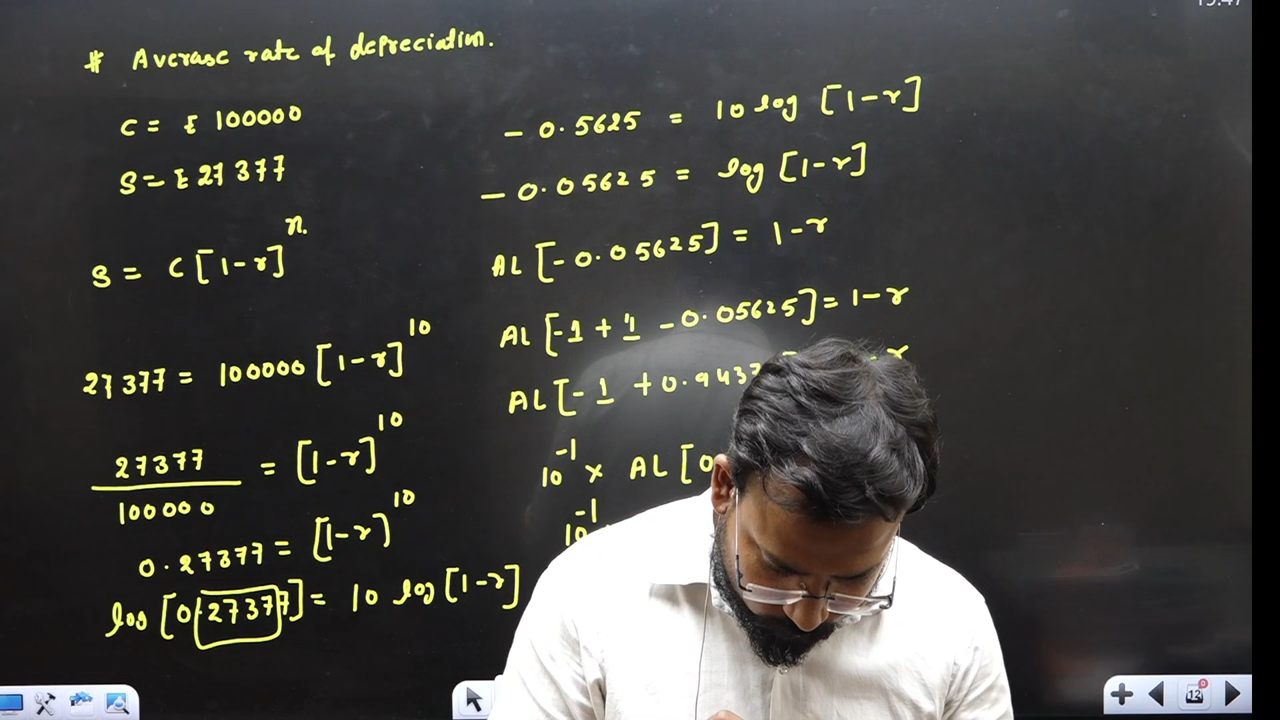 # Average rate of depreciation.
C = ₹ 100000
S = ₹ 27377
S = C[1-r]^n.
27377 = 100000 [1-r]^10
27377
100000
= [1-r]^10
0.27377 = [1-r]^10
log [0.27377] = 10 log [1-r]
- 0.5625 = 10 log [1-r]
- 0.05625 = log [1-r]
AL [-0.05625] = 1-r
AL [-1 + 1 - 0.05625] = 1-r
AL [-1 + 0.943
10^-1 × AL [0
10^-1
12